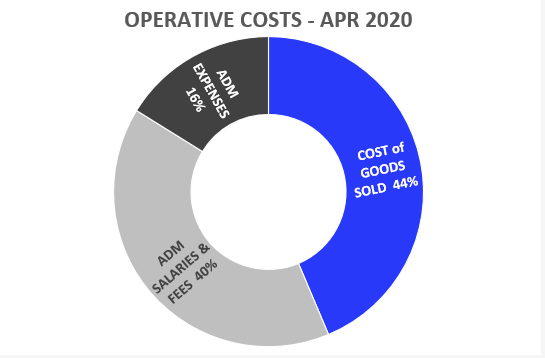 OPERATIVE COSTS - APR 2020
ADM
EXPENSES
16%
COST of
GOODS
SOLD 44%
ADM
SALARIES &
FEES 40%